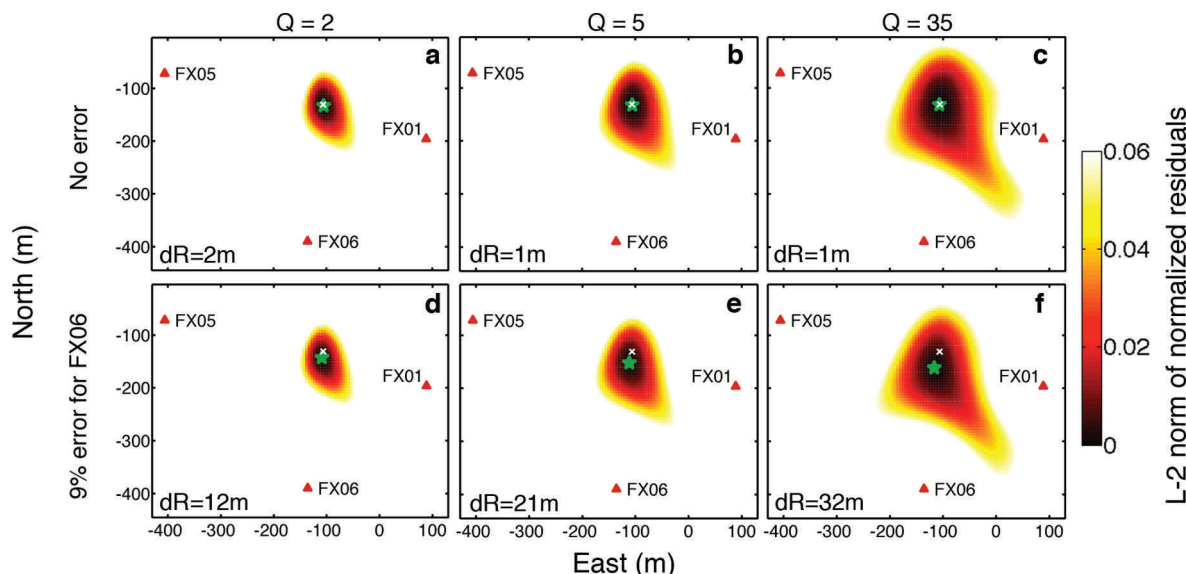 Q = 2
Q = 5
Q = 35
No error
a
FX05
FX01
FX06
dR=2m
-100
-200
-300
-400
b
FX05
FX01
FX06
dR=1m
c
FX05
FX01
FX06
dR=1m
9% error for FX06
d
FX05
FX01
FX06
dR=12m
-100
-200
-300
-400
-400 -300 -200 -100 0 100
e
FX05
FX01
FX06
dR=21m
-400 -300 -200 -100 0 100
f
FX05
FX01
FX06
dR=32m
-400 -300 -200 -100 0 100
North (m)
East (m)
0.06
0.04
0.02
0
L-2 norm of normalized residuals